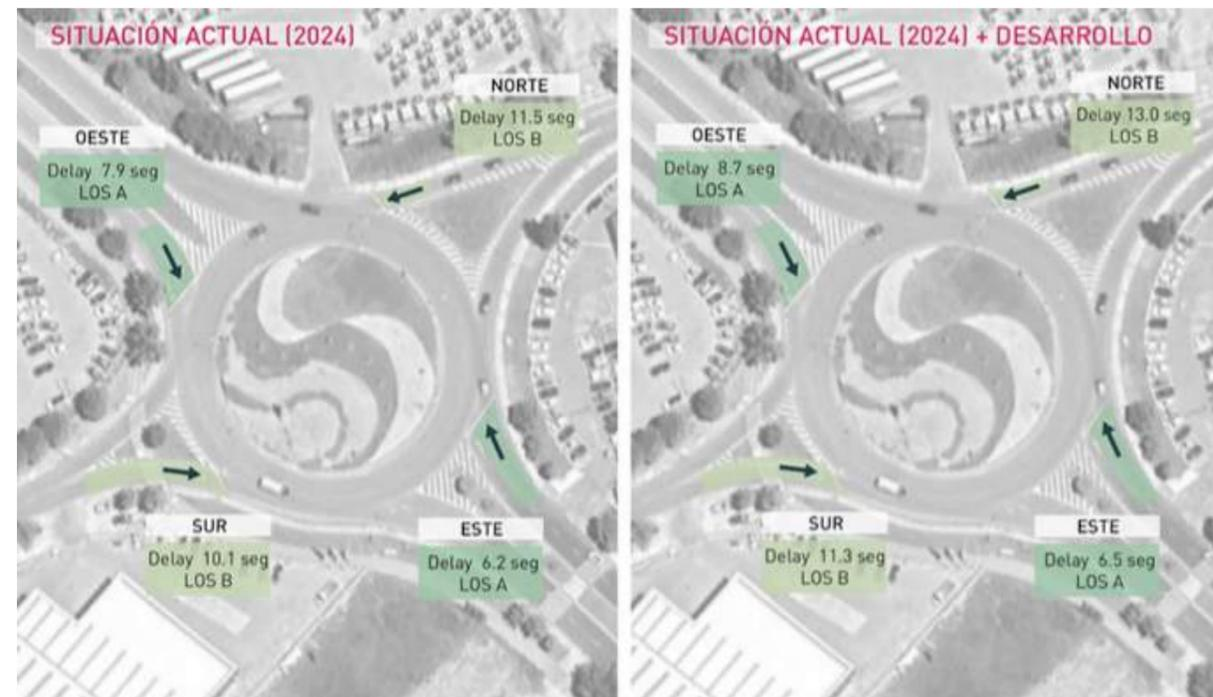 SITUACIÓN ACTUAL (2024)
NORTE
Delay 11.5 seg
LOS B
OESTE
Delay 7.9 seg
LOS A
SUR
Delay 10.1 seg
LOS B
ESTE
Delay 6.2 seg
LOS A
SITUACIÓN ACTUAL (2024) + DESARROLLO
NORTE
Delay 13.0 seg
LOS B
OESTE
Delay 8.7 seg
LOS A
SUR
Delay 11.3 seg
LOS B
ESTE
Delay 6.5 seg
LOS A